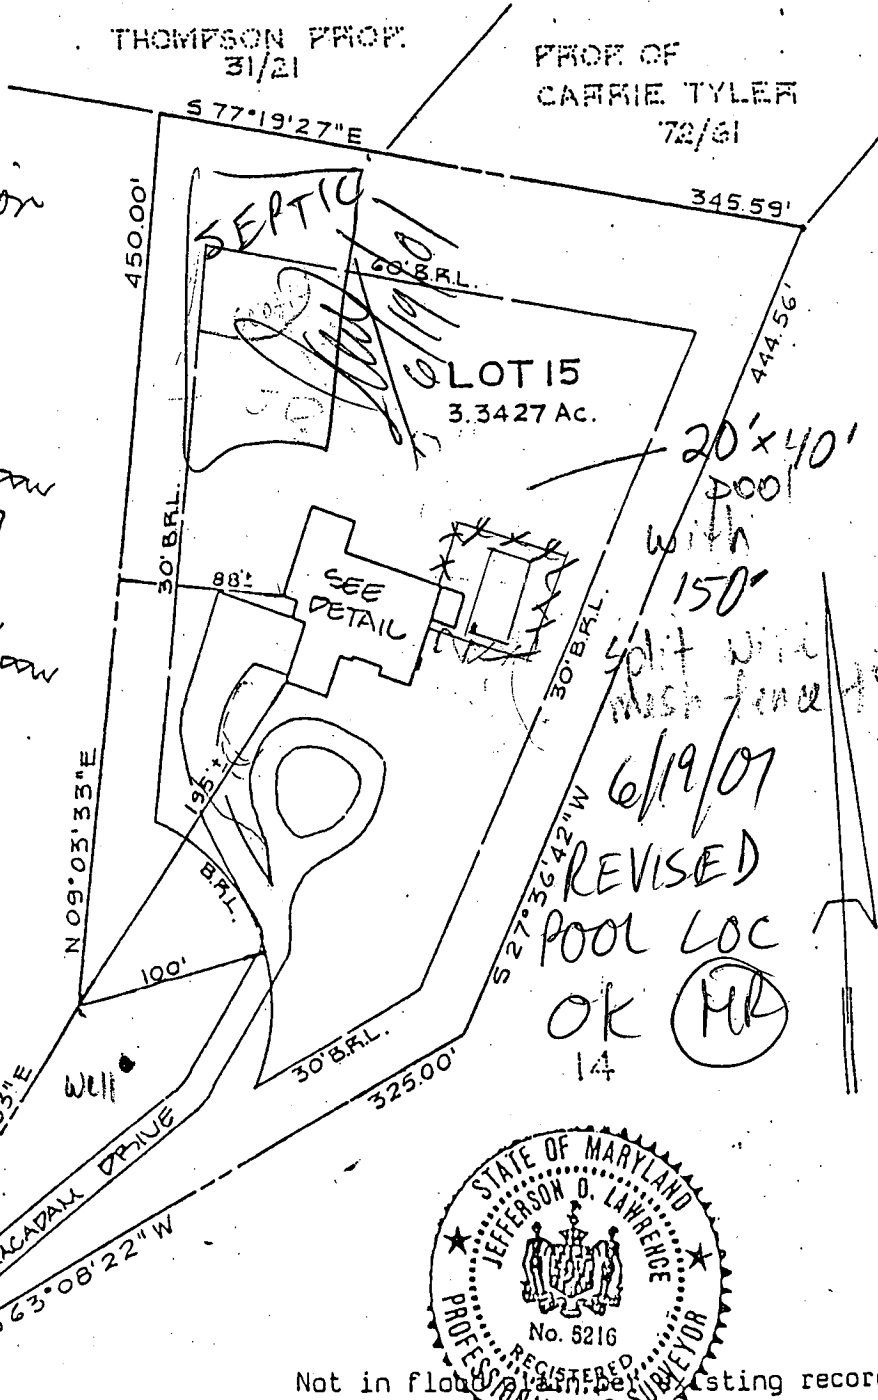 THOMPSON PROP.
31/21
PROP. OF
CARRIE TYLER
72/61
S 77°19'27"E
345.59'
450.00'
SEPTIC
60' B.R.L.
444.56'
LOT 15
3.3427 Ac.
20'x40'
pool
with
150'
split
mesh fence
30' B.R.L.
88'±
SEE
DETAIL
30' B.R.L.
6/19/07
REVISED
POOL LOC
OK MR
14
195'±
B.R.L.
N 09°03'33"E
S 27°36'42"W
100'
30' B.R.L.
325.00'
Well
MACADAM DRIVE
63°08'22"W
STATE OF MARYLAND
JEFFERSON D. LAWRENCE
No. 5216
REGISTERED
PROFESSIONAL
SURVEYOR
Not in flood plain per existing record